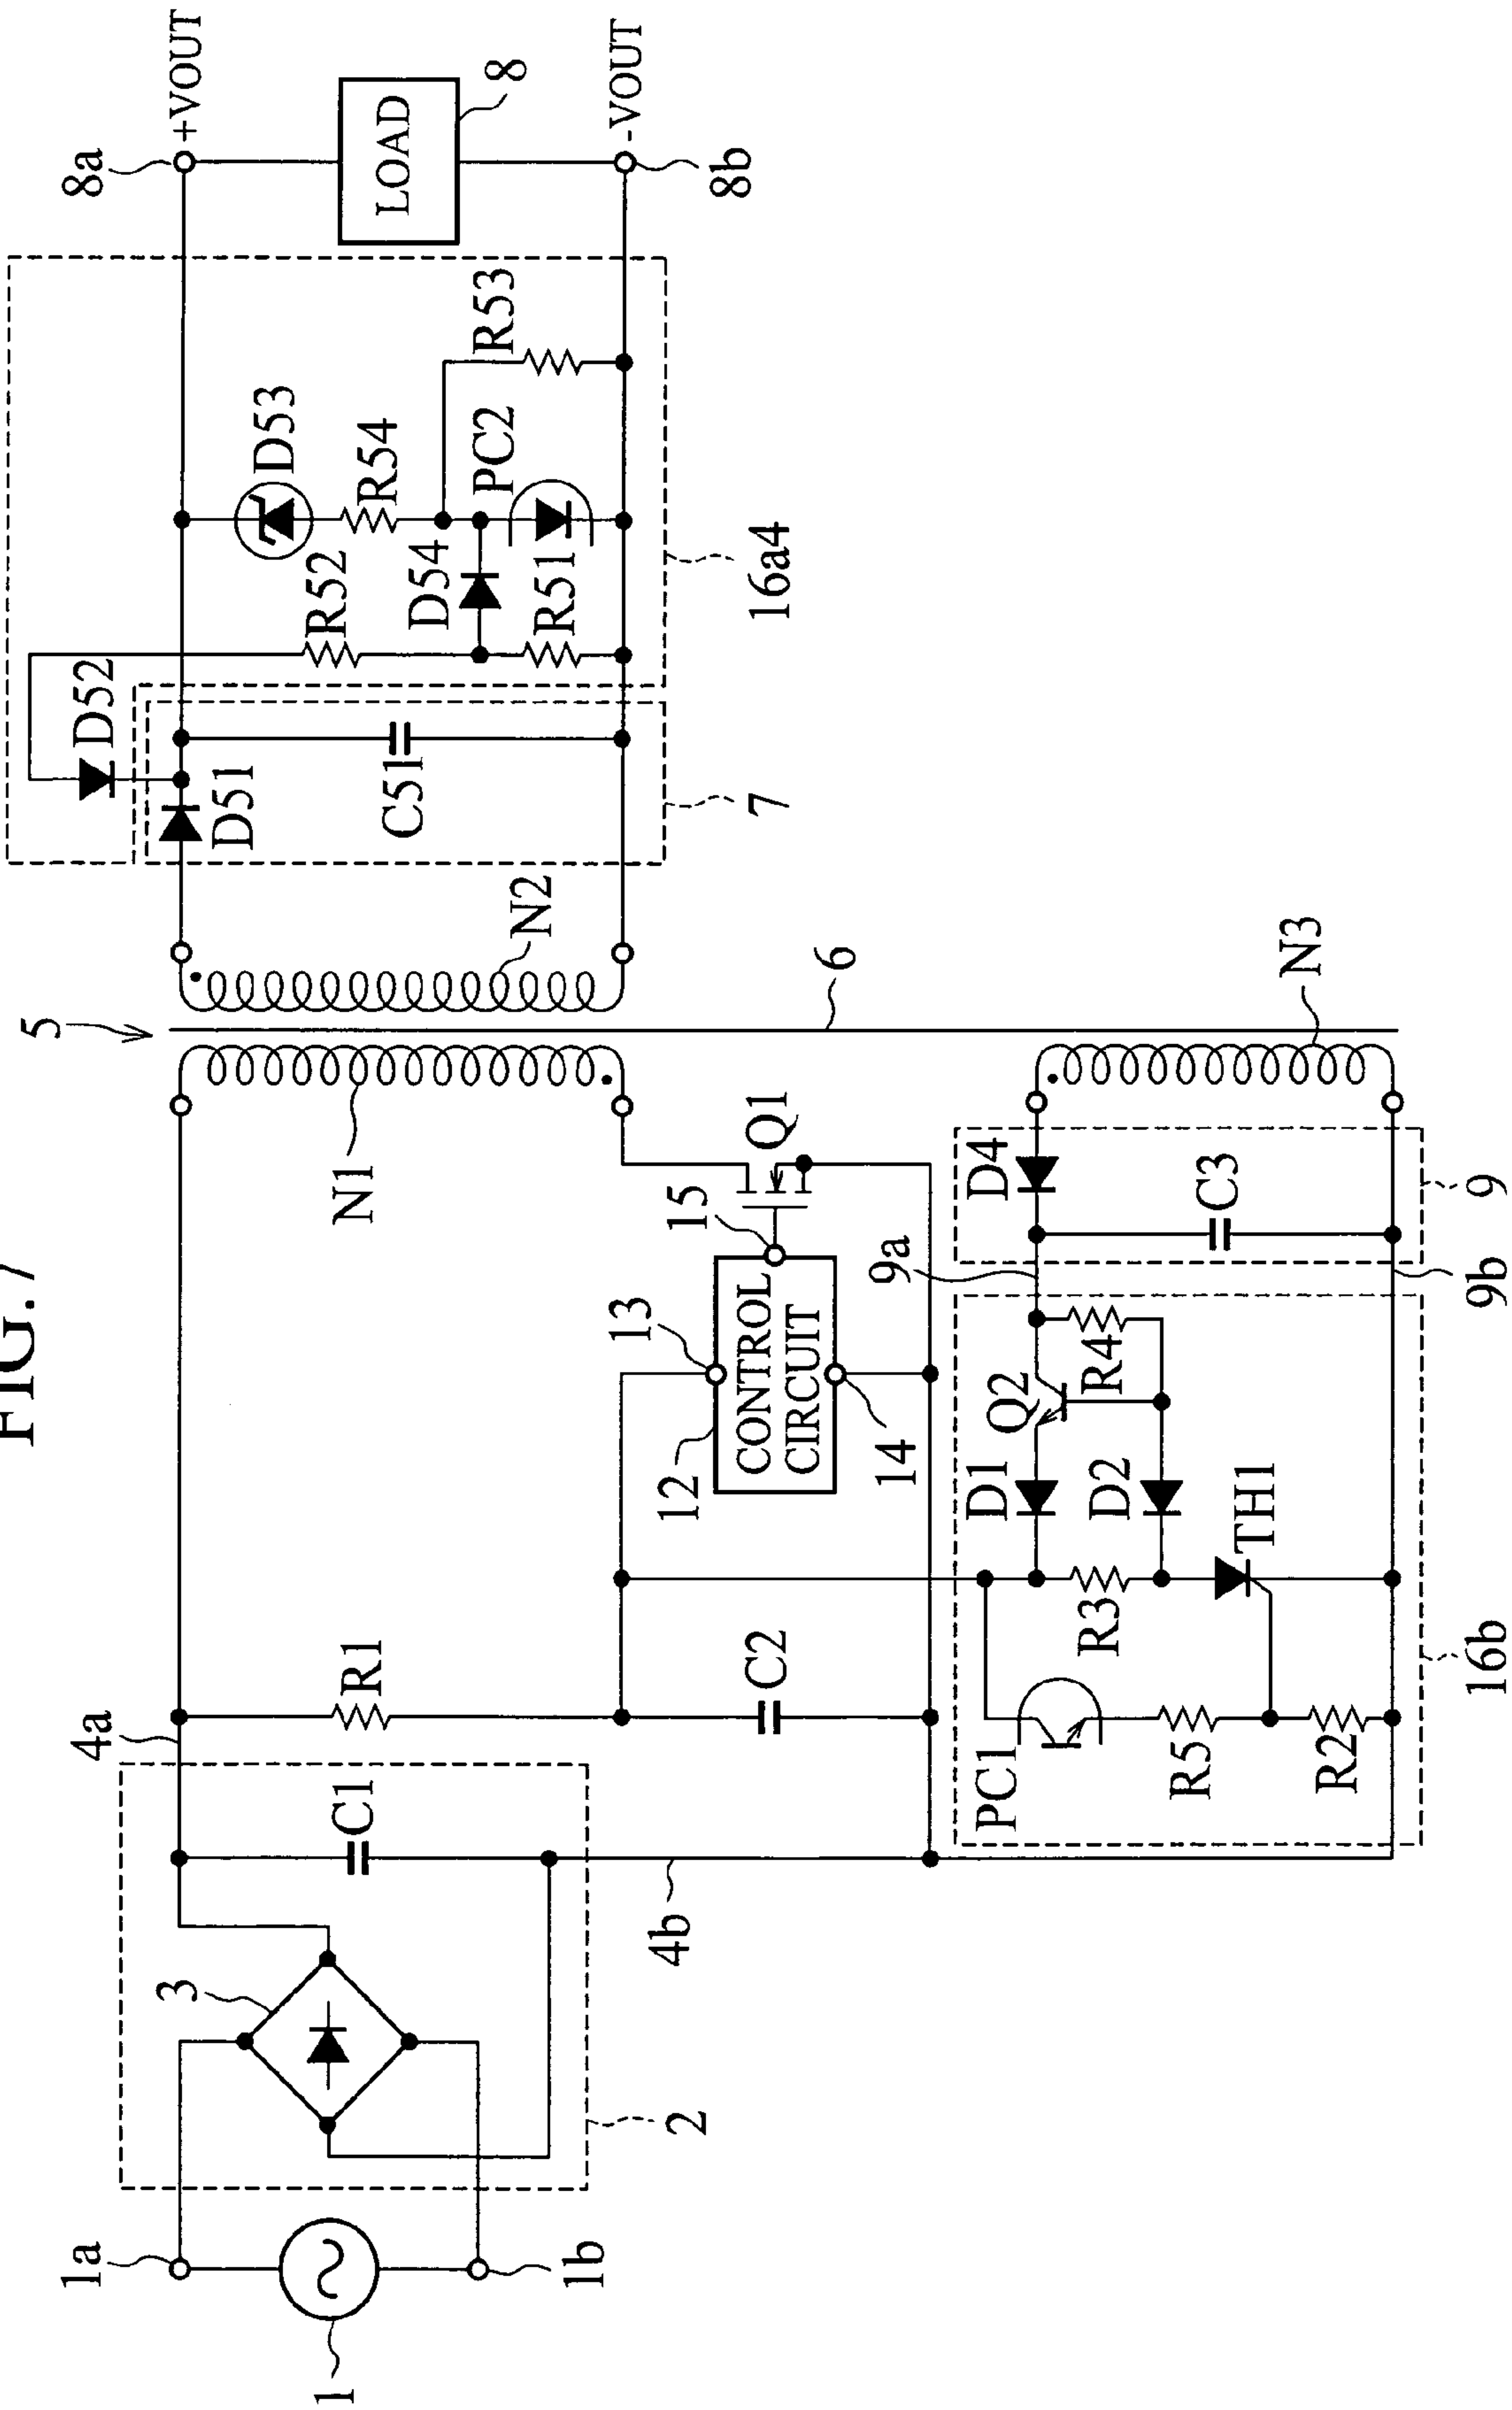 FIG.7
1
1a
1b
2
3
4a
4b
C1
R1
C2
12
13
14
15
CONTROL
CIRCUIT
Q1
N1
5
6
N2
N3
D51
D52
C51
7
R52
D54
R51
D53
R54
PC2
R53
16a4
8a
+VOUT
LOAD
8
-VOUT
8b
PC1
R5
R2
R3
D1
D2
TH1
Q2
R4
16b
9a
9b
D4
C3
9